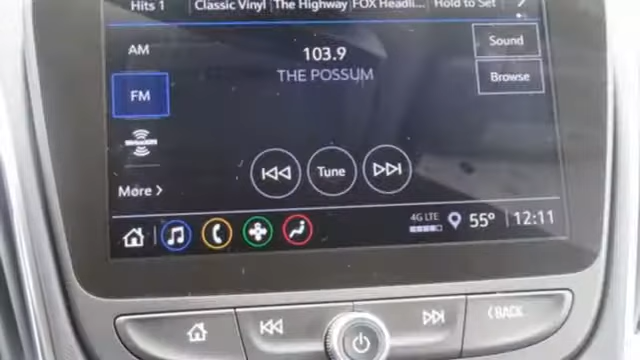 Hits 1 Classic Vinyl The Highway FOX Headli... Hold to Set
AM
103.9
Sound
THE POSSUM
Browse
FM
SiriusXM
Tune
More >
4G LTE
55° 12:11
< BACK